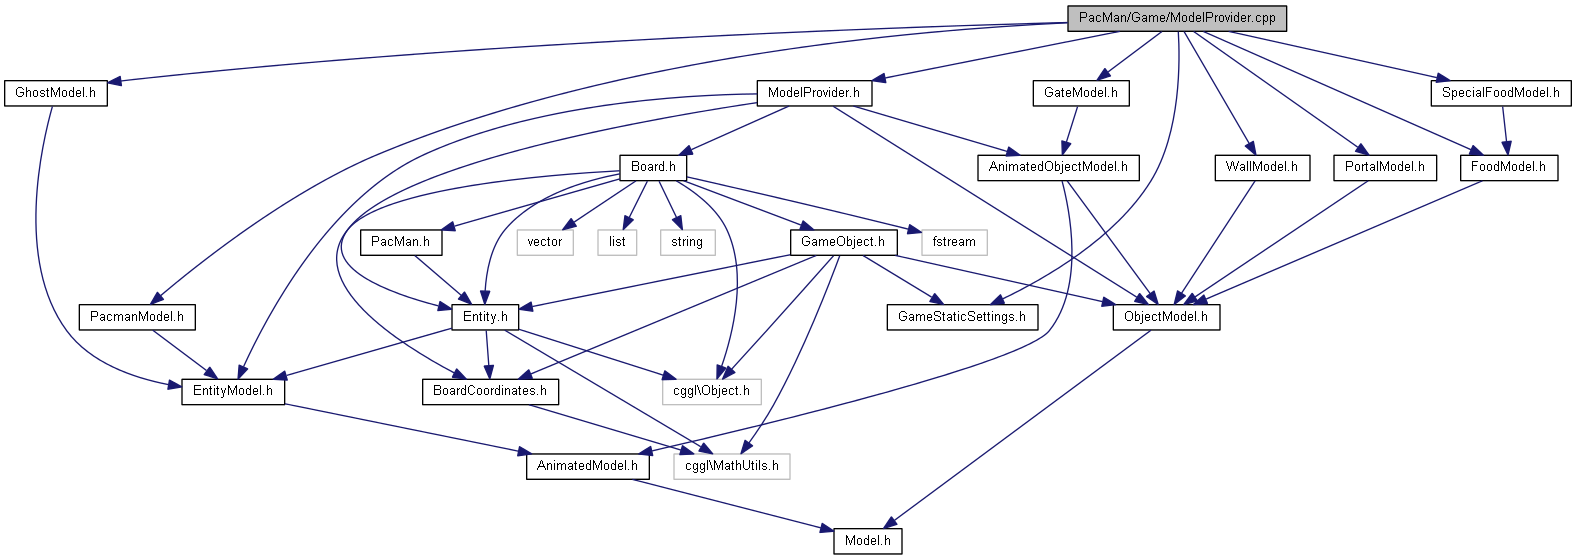 PacMan/Game/ModelProvider.cpp
GhostModel.h
ModelProvider.h
GateModel.h
SpecialFoodModel.h
Board.h
AnimatedObjectModel.h
WallModel.h
PortalModel.h
FoodModel.h
PacMan.h
vector
list
string
GameObject.h
fstream
PacmanModel.h
Entity.h
GameStaticSettings.h
ObjectModel.h
EntityModel.h
BoardCoordinates.h
cggl\Object.h
AnimatedModel.h
cggl\MathUtils.h
Model.h